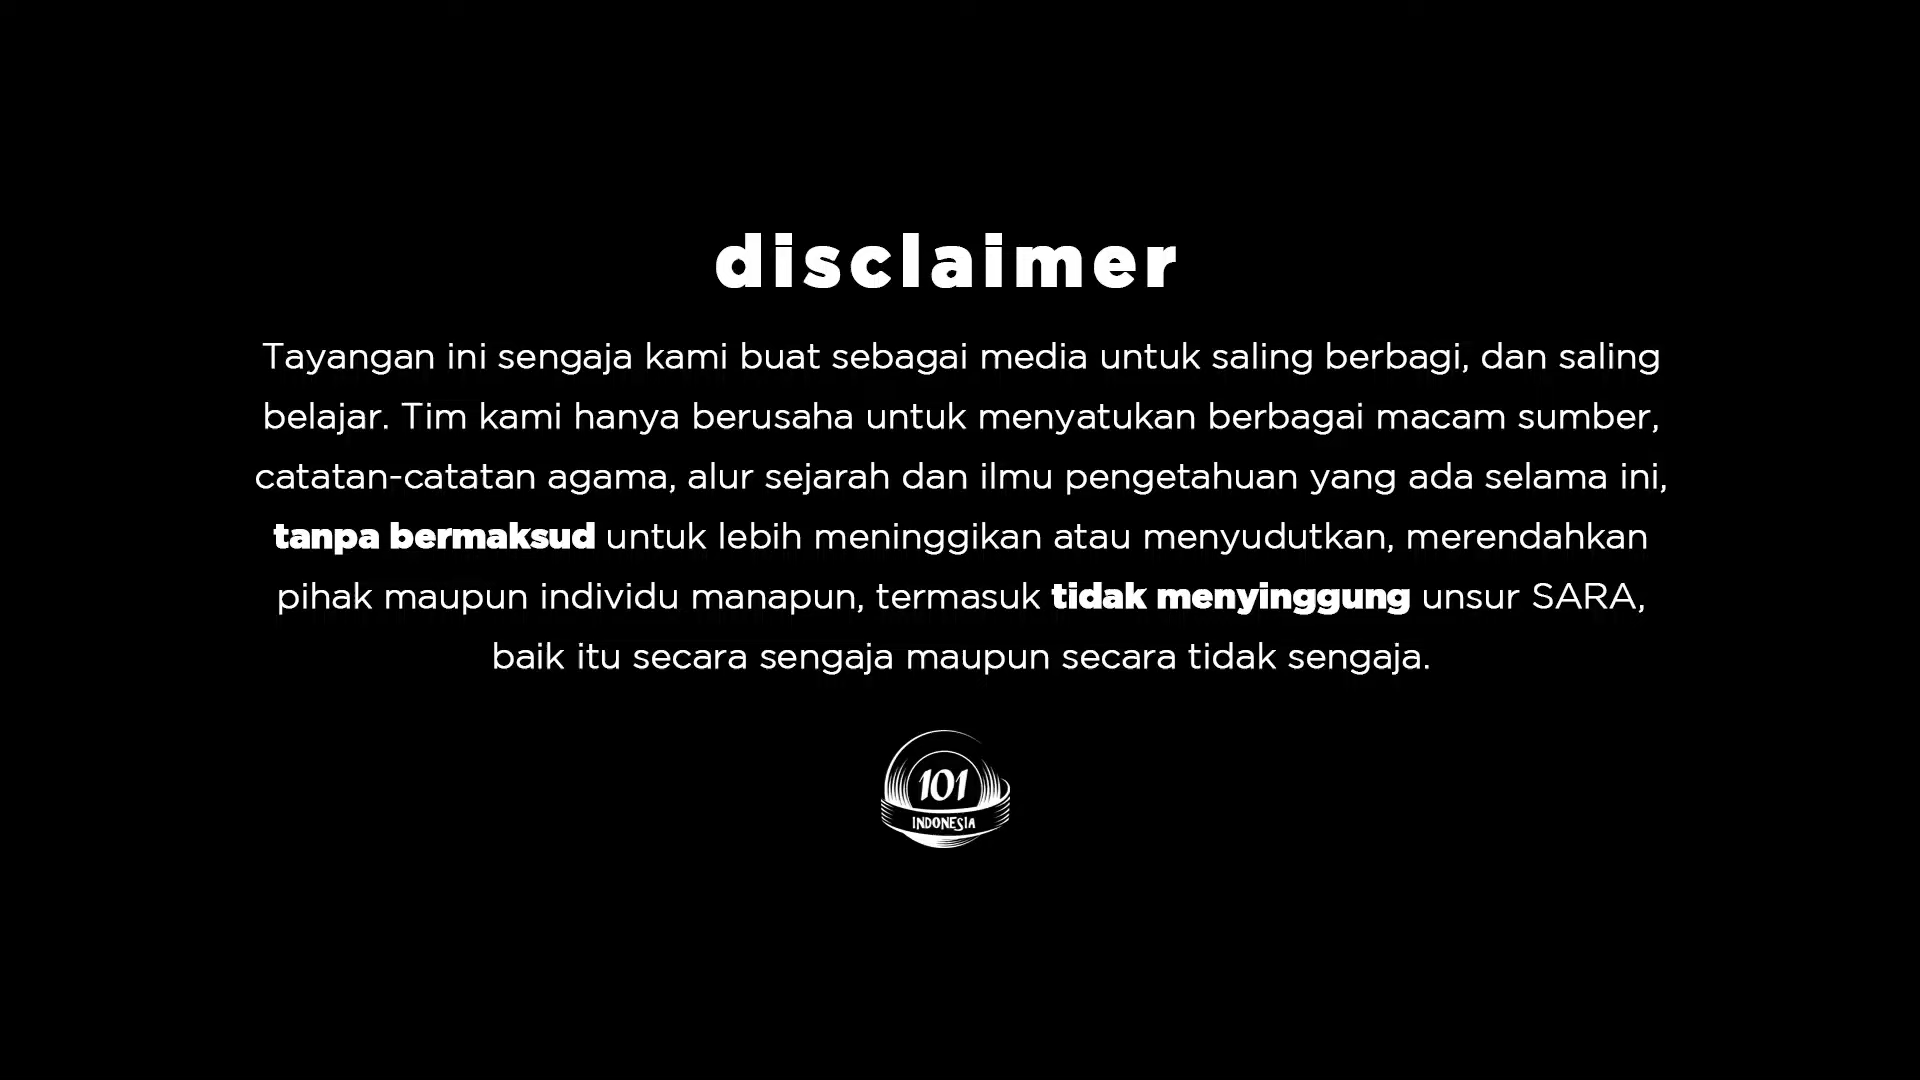 disclaimer
Tayangan ini sengaja kami buat sebagai media untuk saling berbagi, dan saling
belajar. Tim kami hanya berusaha untuk menyatukan berbagai macam sumber,
catatan-catatan agama, alur sejarah dan ilmu pengetahuan yang ada selama ini,
tanpa bermaksud untuk lebih meninggikan atau menyudutkan, merendahkan
pihak maupun individu manapun, termasuk tidak menyinggung unsur SARA,
baik itu secara sengaja maupun secara tidak sengaja.
101
INDONESIA